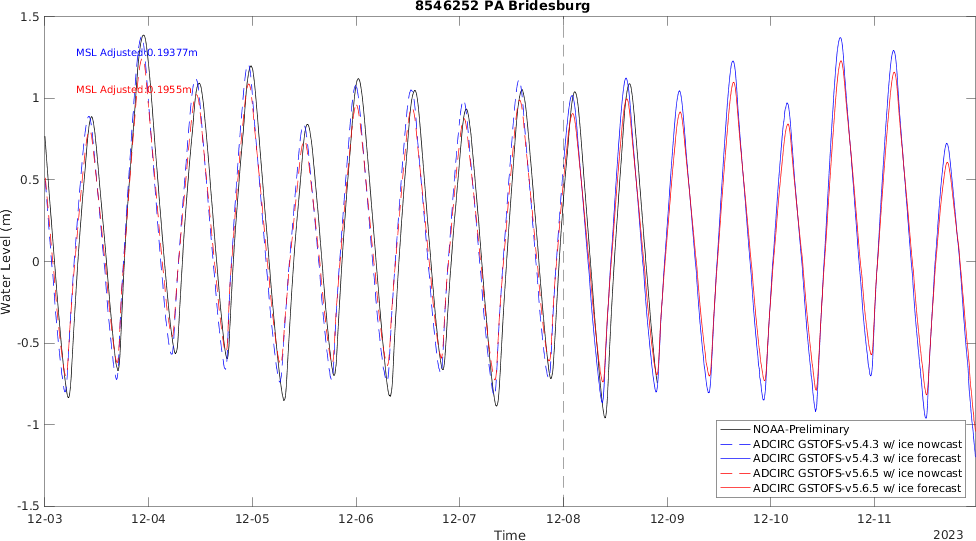 8546252 PA Bridesburg
1.5
1
0.5
0
-0.5
-1
-1.5
Water Level (m)
MSL Adjusted:0.19377m
MSL Adjusted:0.1955m
NOAA-Preliminary
ADCIRC GSTOFS-v5.4.3 w/ ice nowcast
ADCIRC GSTOFS-v5.4.3 w/ ice forecast
ADCIRC GSTOFS-v5.6.5 w/ ice nowcast
ADCIRC GSTOFS-v5.6.5 w/ ice forecast
12-03 12-04 12-05 12-06 12-07 12-08 12-09 12-10 12-11
Time
2023